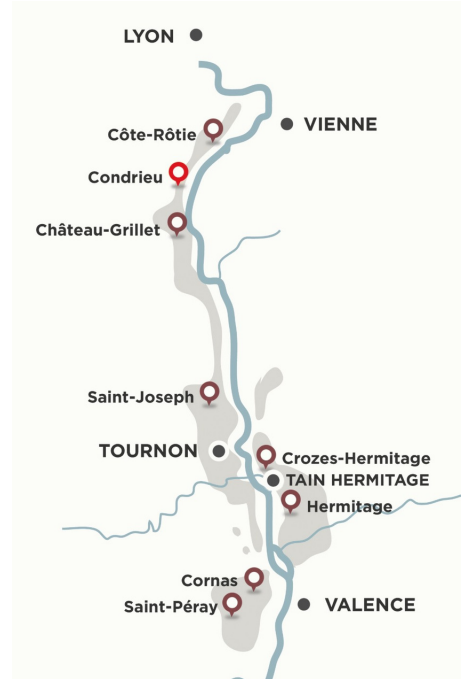 LYON
VIENNE
Côte-Rôtie
Condrieu
Château-Grillet
Saint-Joseph
TOURNON
Crozes-Hermitage
TAIN HERMITAGE
Hermitage
Cornas
Saint-Péray
VALENCE